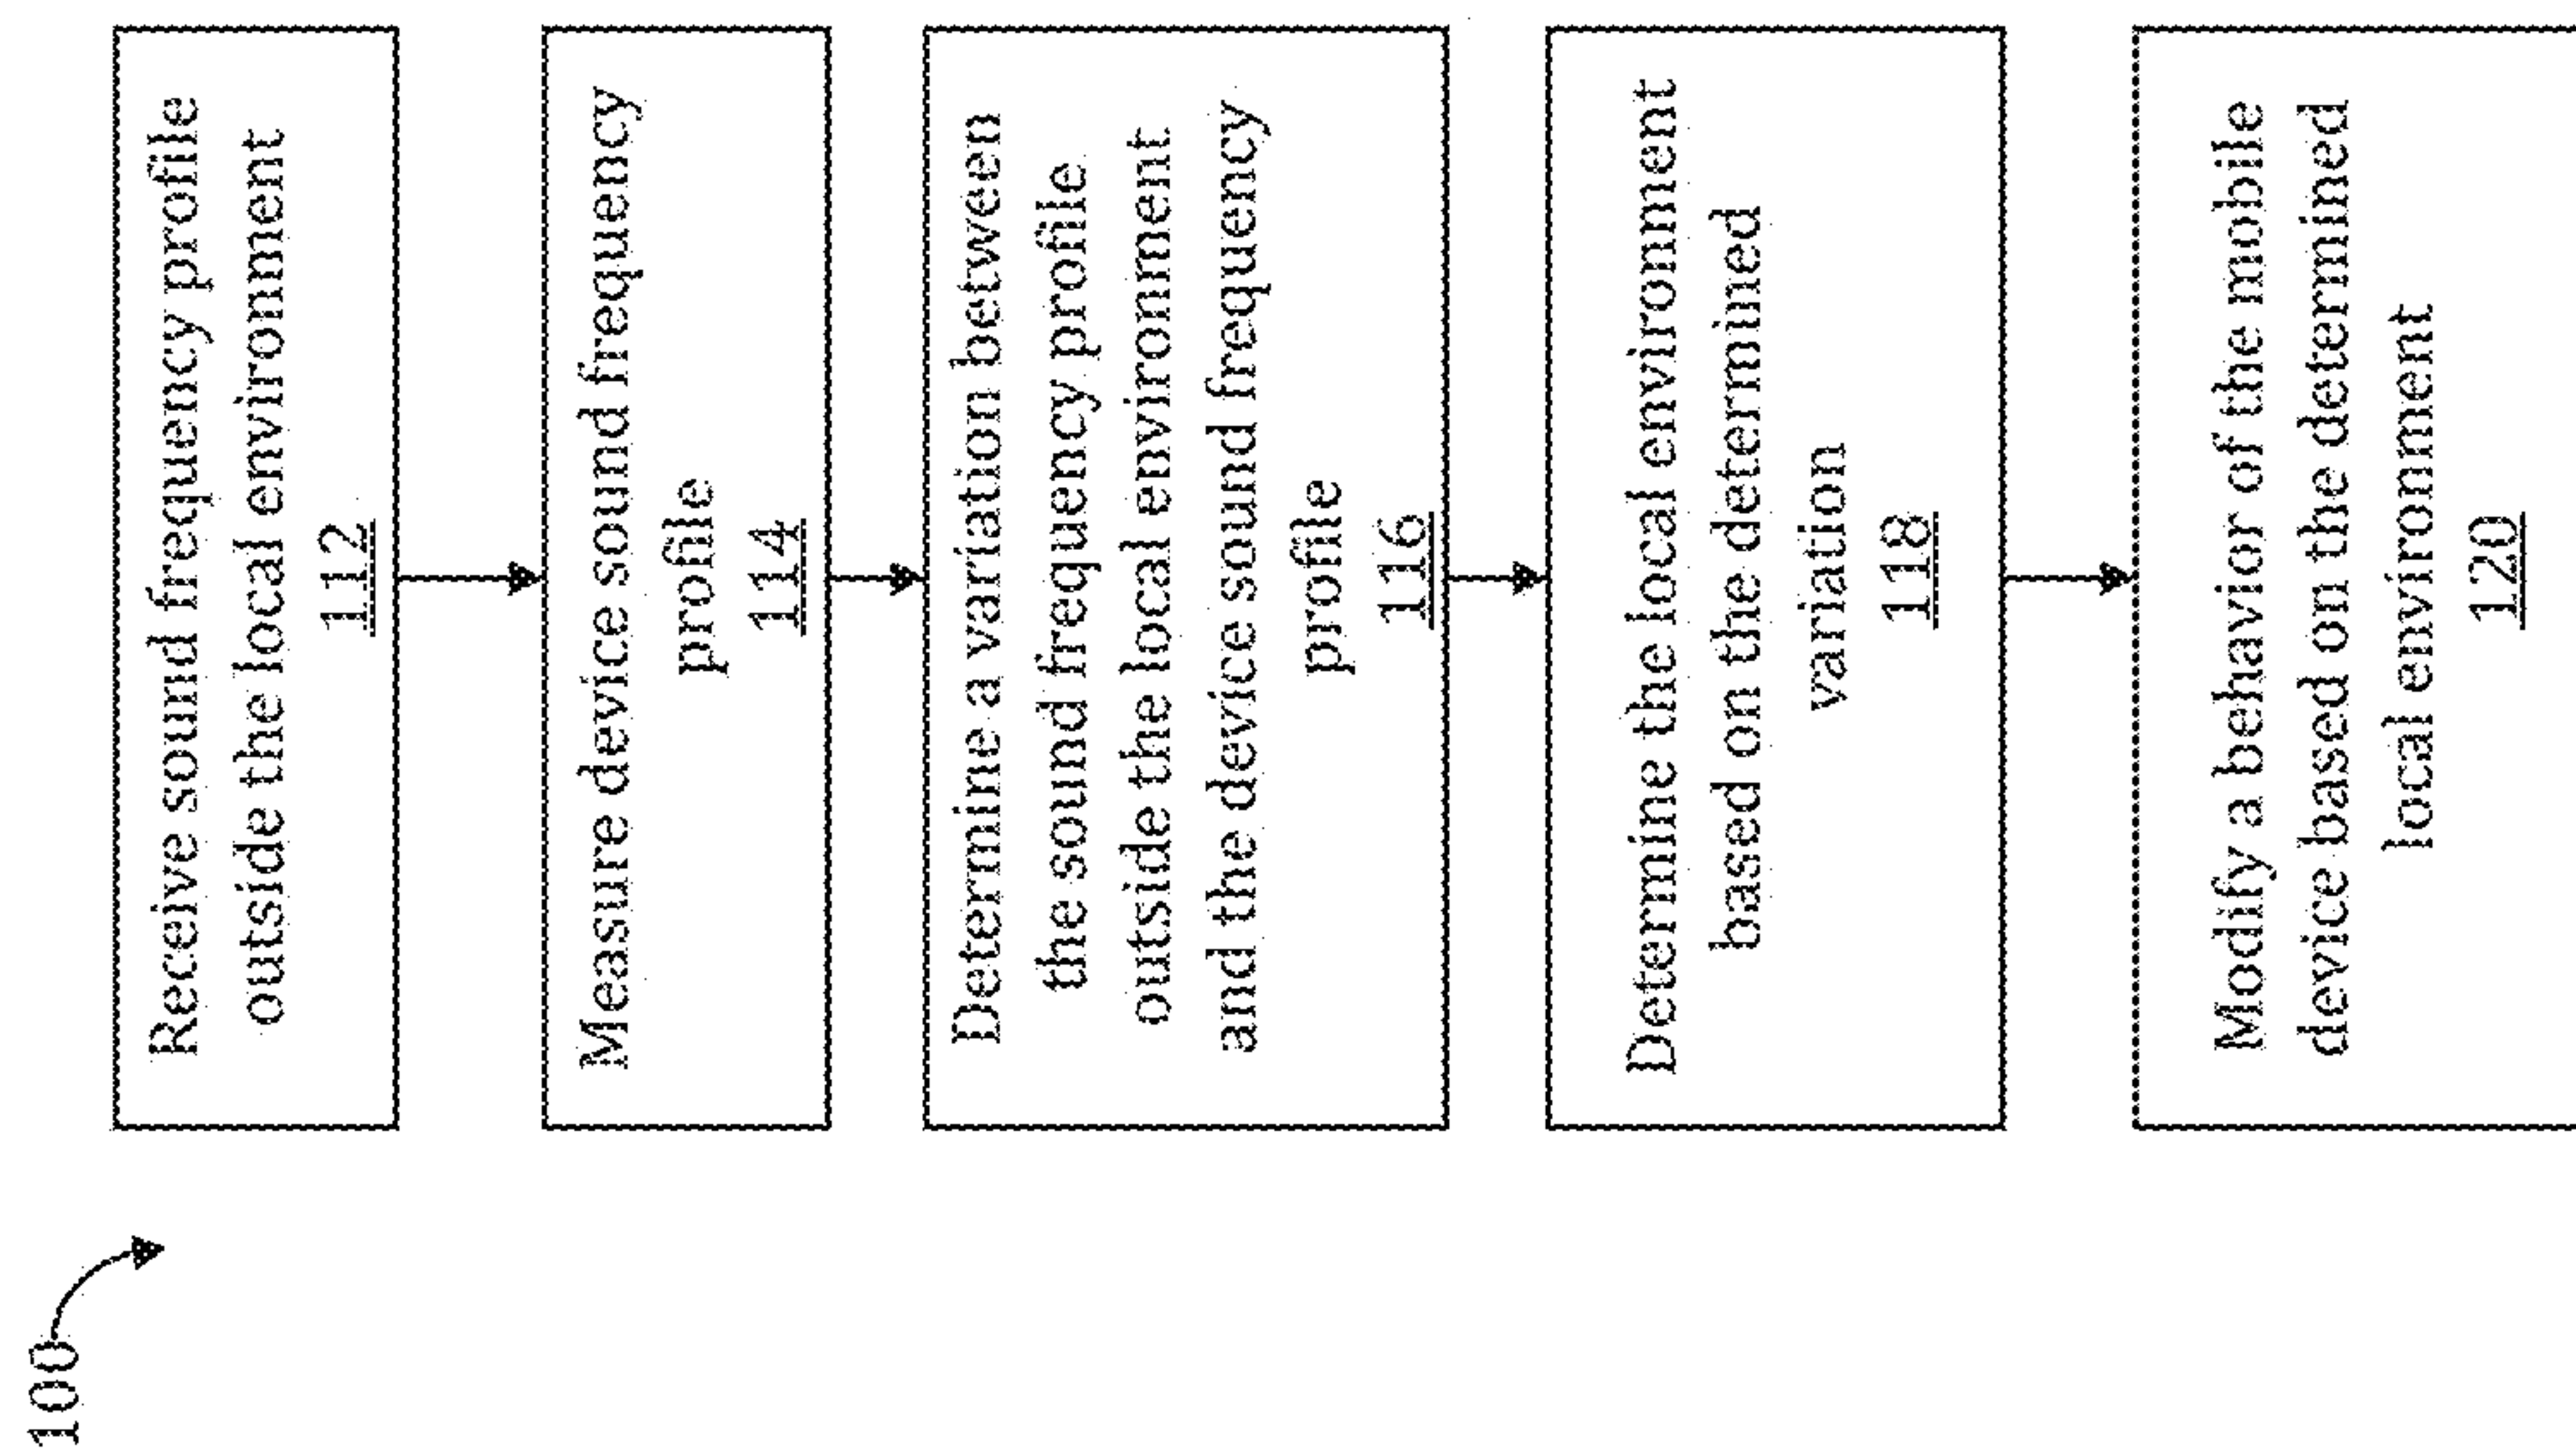 100
Receive sound frequency profile
outside the local environment
112
Measure device sound frequency
profile
114
Determine a variation between
the sound frequency profile
outside the local environment
and the device sound frequency
profile
116
Determine the local environment
based on the determined
variation
118
Modify a behavior of the mobile
device based on the determined
local environment
120